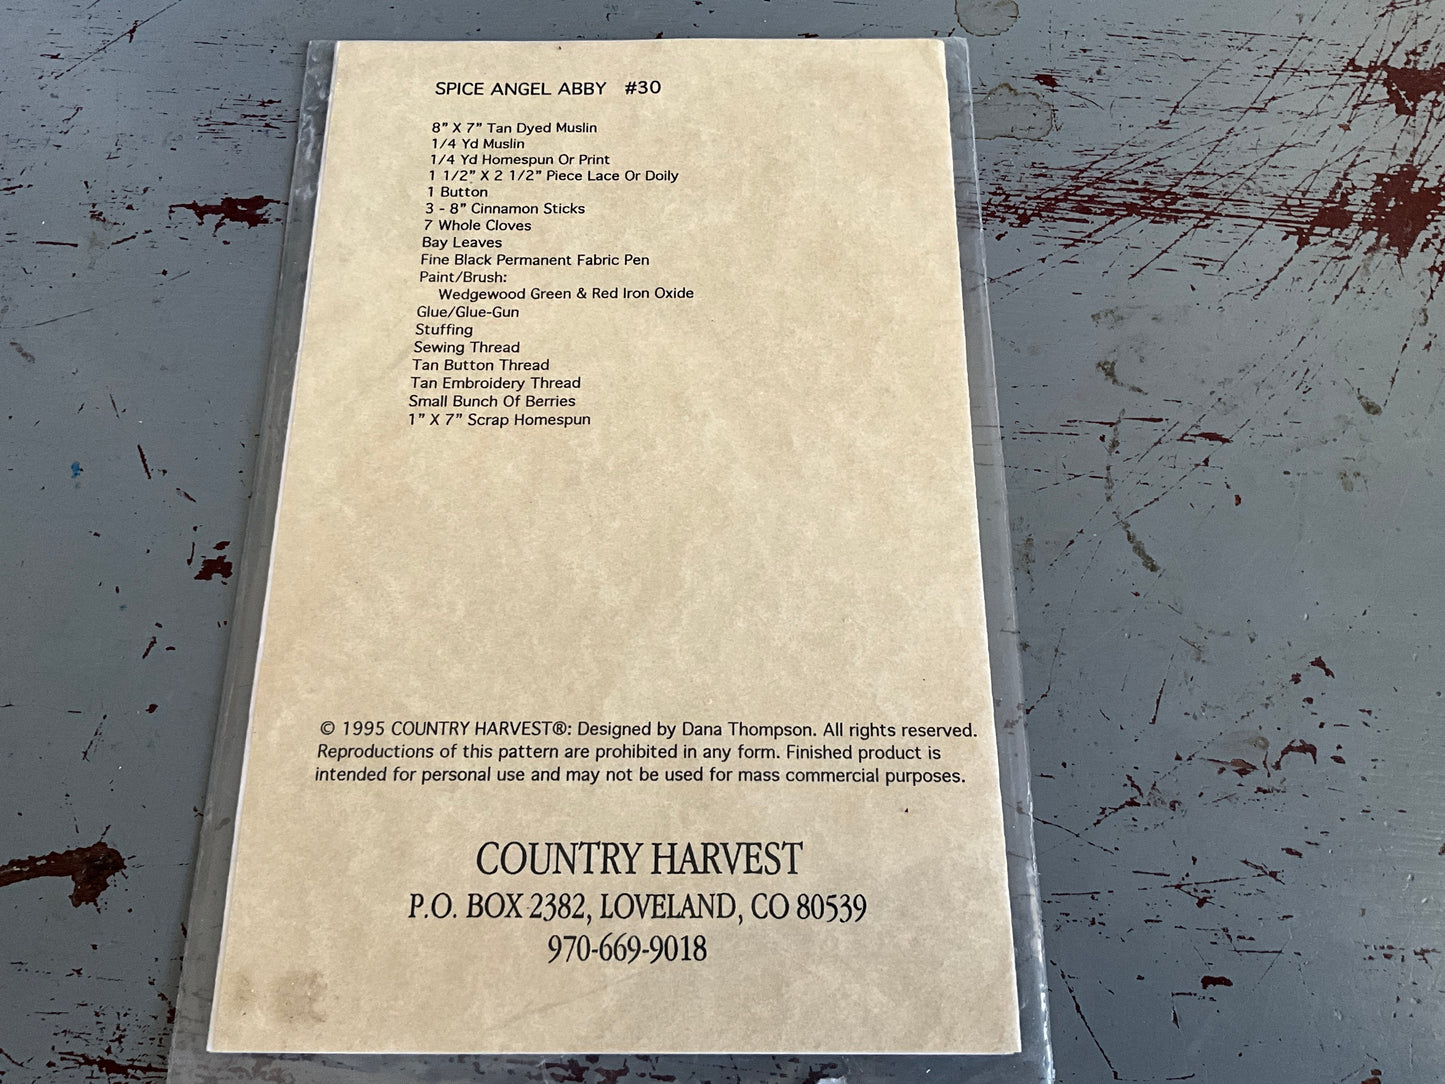 SPICE ANGEL ABBY #30
8" X 7" Tan Dyed Muslin
1/4 Yd Muslin
1/4 Yd Homespun Or Print
1 1/2" X 2 1/2" Piece Lace Or Doily
1 Button
3 - 8" Cinnamon Sticks
7 Whole Cloves
Bay Leaves
Fine Black Permanent Fabric Pen
Paint/Brush:
Wedgewood Green & Red Iron Oxide
Glue/Glue-Gun
Stuffing
Sewing Thread
Tan Button Thread
Tan Embroidery Thread
Small Bunch Of Berries
1" X 7" Scrap Homespun
© 1995 COUNTRY HARVEST®: Designed by Dana Thompson. All rights reserved.
Reproductions of this pattern are prohibited in any form. Finished product is
intended for personal use and may not be used for mass commercial purposes.
COUNTRY HARVEST
P.O. BOX 2382, LOVELAND, CO 80539
970-669-9018